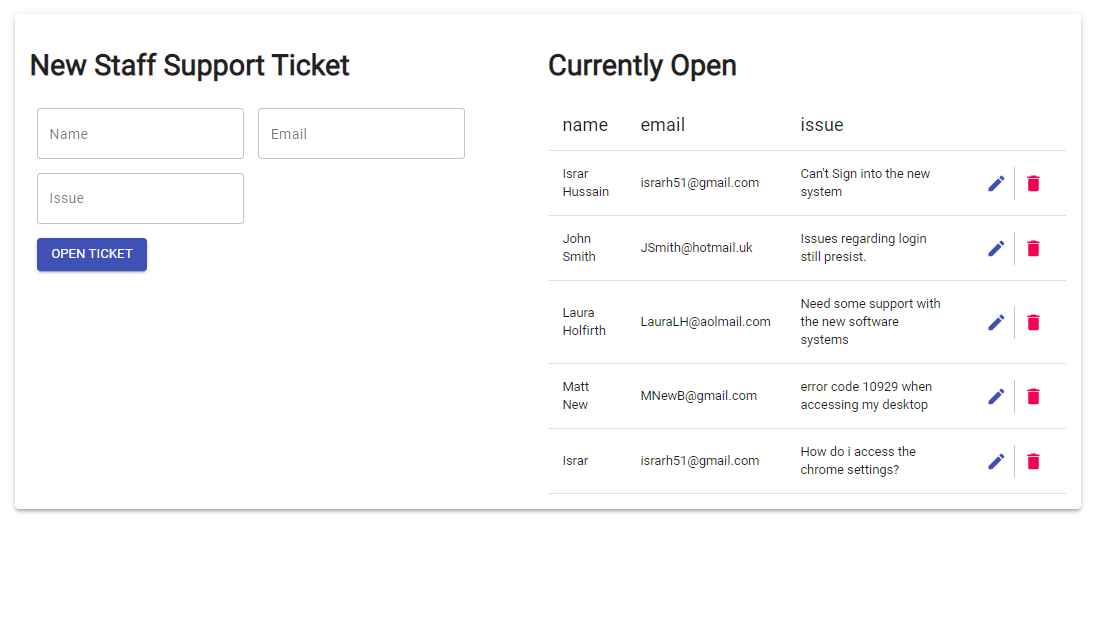 New Staff Support Ticket
Name
Email
Issue
OPEN TICKET
Currently Open
name email issue
Israr
Hussain
israrh51@gmail.com
Can't Sign into the new
system
John
Smith
JSmith@hotmail.uk
Issues regarding login
still presist.
Laura
Holfirth
LauraLH@aolmail.com
Need some support with
the new software
systems
Matt
New
MNewB@gmail.com
error code 10929 when
accessing my desktop
Israr
israrh51@gmail.com
How do i access the
chrome settings?